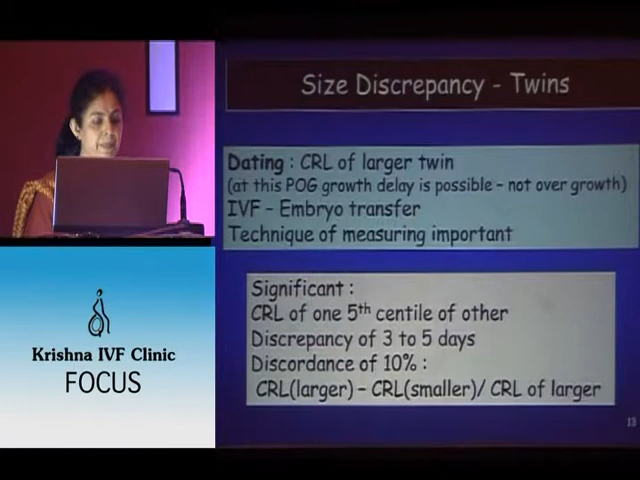 Size Discrepancy - Twins
Dating : CRL of larger twin
(at this POG growth delay is possible – not over growth)
IVF – Embryo transfer
Technique of measuring important
Significant :
CRL of one 5th centile of other
Discrepancy of 3 to 5 days
Discordance of 10% :
CRL(larger) – CRL(smaller)/ CRL of larger
13
Krishna IVF Clinic
FOCUS